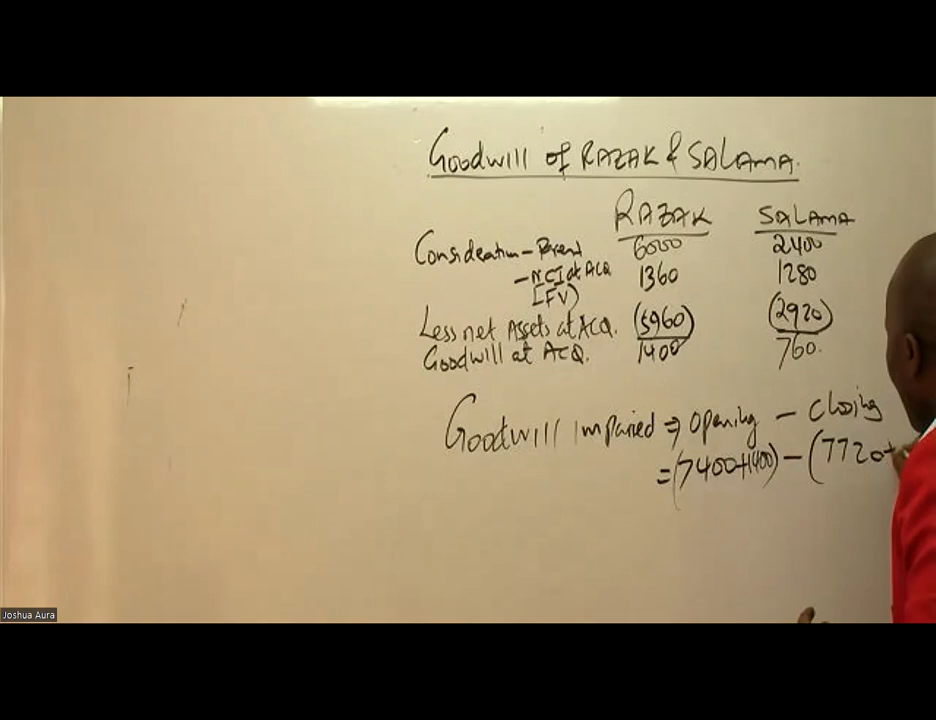 Goodwill of RAZAK & SALAMA.
RAZAK SALAMA
Consideration - Parent 6000 2400
- NCI at ACQ 1360 1280
[FV)
Less net Assets at ACQ. (5960) (2920)
Goodwill at ACQ. 1400 760.
Goodwill impaired ⇒ Opening - Closing
= (7400+1400) - (7720+
Joshua Aura